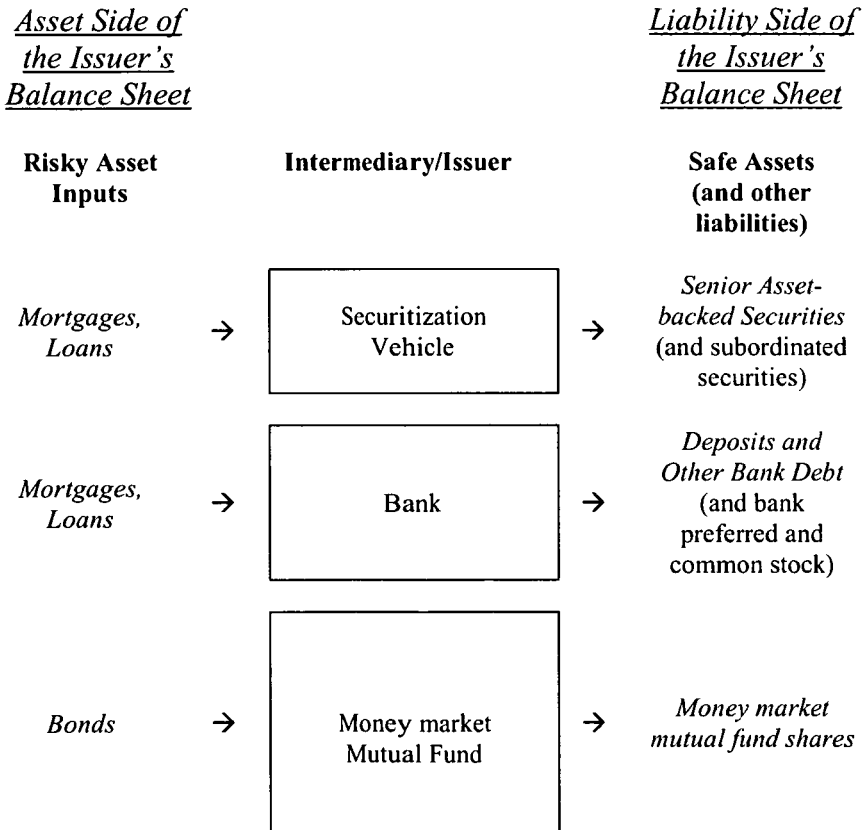 Asset Side of
the Issuer's
Balance Sheet
Liability Side of
the Issuer's
Balance Sheet
Risky Asset
Inputs
Intermediary/Issuer
Safe Assets
(and other
liabilities)
Mortgages,
Loans
→
Securitization
Vehicle
→
Senior Asset-
backed Securities
(and subordinated
securities)
Mortgages,
Loans
→
Bank
→
Deposits and
Other Bank Debt
(and bank
preferred and
common stock)
Bonds
→
Money market
Mutual Fund
→
Money market
mutual fund shares